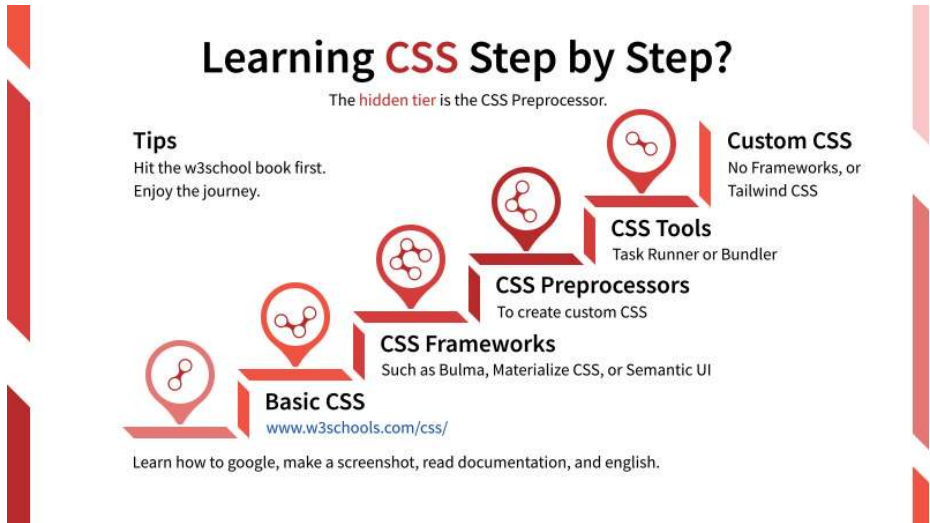 Learning CSS Step by Step?
The hidden tier is the CSS Preprocessor.
Tips
Hit the w3school book first.
Enjoy the journey.
Custom CSS
No Frameworks, or
Tailwind CSS
CSS Tools
Task Runner or Bundler
CSS Preprocessors
To create custom CSS
CSS Frameworks
Such as Bulma, Materialize CSS, or Semantic UI
Basic CSS
www.w3schools.com/css/
Learn how to google, make a screenshot, read documentation, and english.